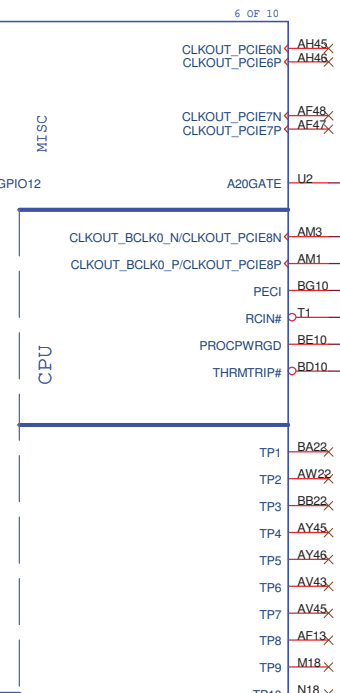 6 OF 10
CLKOUT_PCIE6N AH45
CLKOUT_PCIE6P AH46
CLKOUT_PCIE7N AF48
CLKOUT_PCIE7P AF47
MISC
GPIO12 A20GATE U2
CLKOUT_BCLK0_N/CLKOUT_PCIE8N AM3
CLKOUT_BCLK0_P/CLKOUT_PCIE8P AM1
PECI BG10
RCIN# T1
PROCPWRGD BE10
THRMTRIP# BD10
CPU
TP1 BA22
TP2 AW22
TP3 BB22
TP4 AY45
TP5 AY46
TP6 AV43
TP7 AV45
TP8 AF13
TP9 M18
TP10 N18